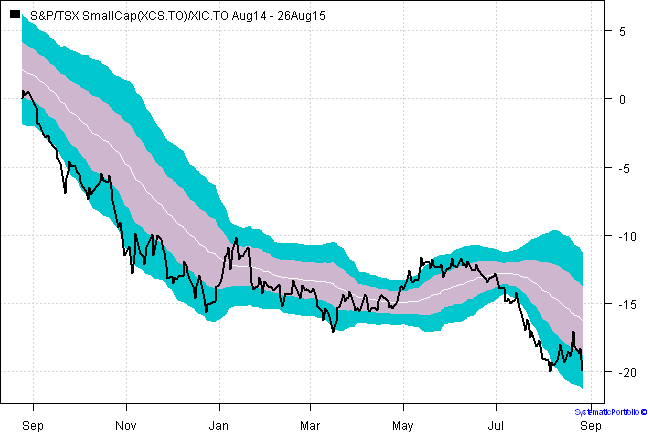 S&P/TSX SmallCap(XCS.TO)/XIC.TO Aug14 - 26Aug15
5
0
-5
-10
-15
-20
Sep Nov Jan Mar May Jul Sep
SystematicPortfolio ©